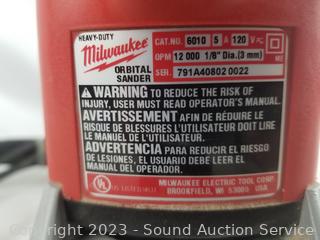 HEAVY-DUTY
Milwaukee
ORBITAL
SANDER
CAT.NO. 6010 5 A 120 V
OPM 12 000 1/8" Dia.(3 mm)
SER. 791A40802 0022
WARNING TO REDUCE THE RISK OF
INJURY, USER MUST READ OPERATOR'S MANUAL.
AVERTISSEMENT AFIN DE RÉDUIRE LE
RISQUE DE BLESSURES, L'UTILISATEUR DOIT LIRE
LE MANUEL DE L'UTILISATEUR.
ADVERTENCIA PARA REDUCIR EL RIESGO
DE LESIONES, EL USUARIO DEBE LEER EL
MANUAL DEL OPERADOR.
MILWAUKEE ELECTRIC TOOL CORP.
BROOKFIELD, WI 53005 USA
Copyright 2023 - Sound Auction Service